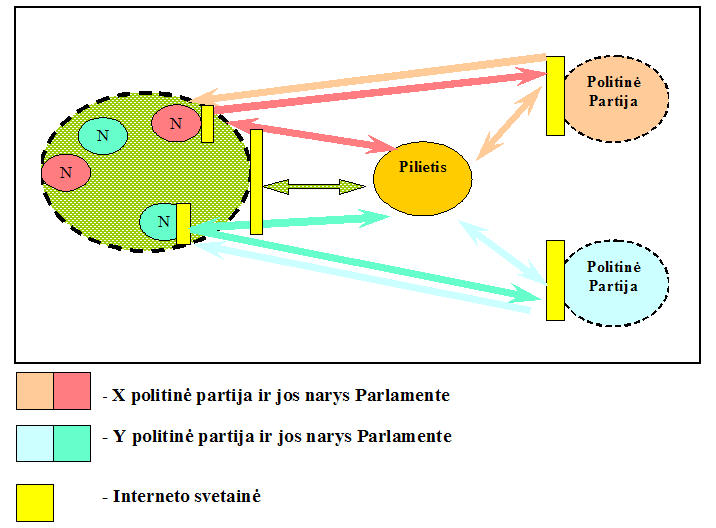 Politinė
Partija
N
N
N
Pilietis
N
Politinė
Partija
- X politinė partija ir jos narys Parlamente
- Y politinė partija ir jos narys Parlamente
- Interneto svetainė